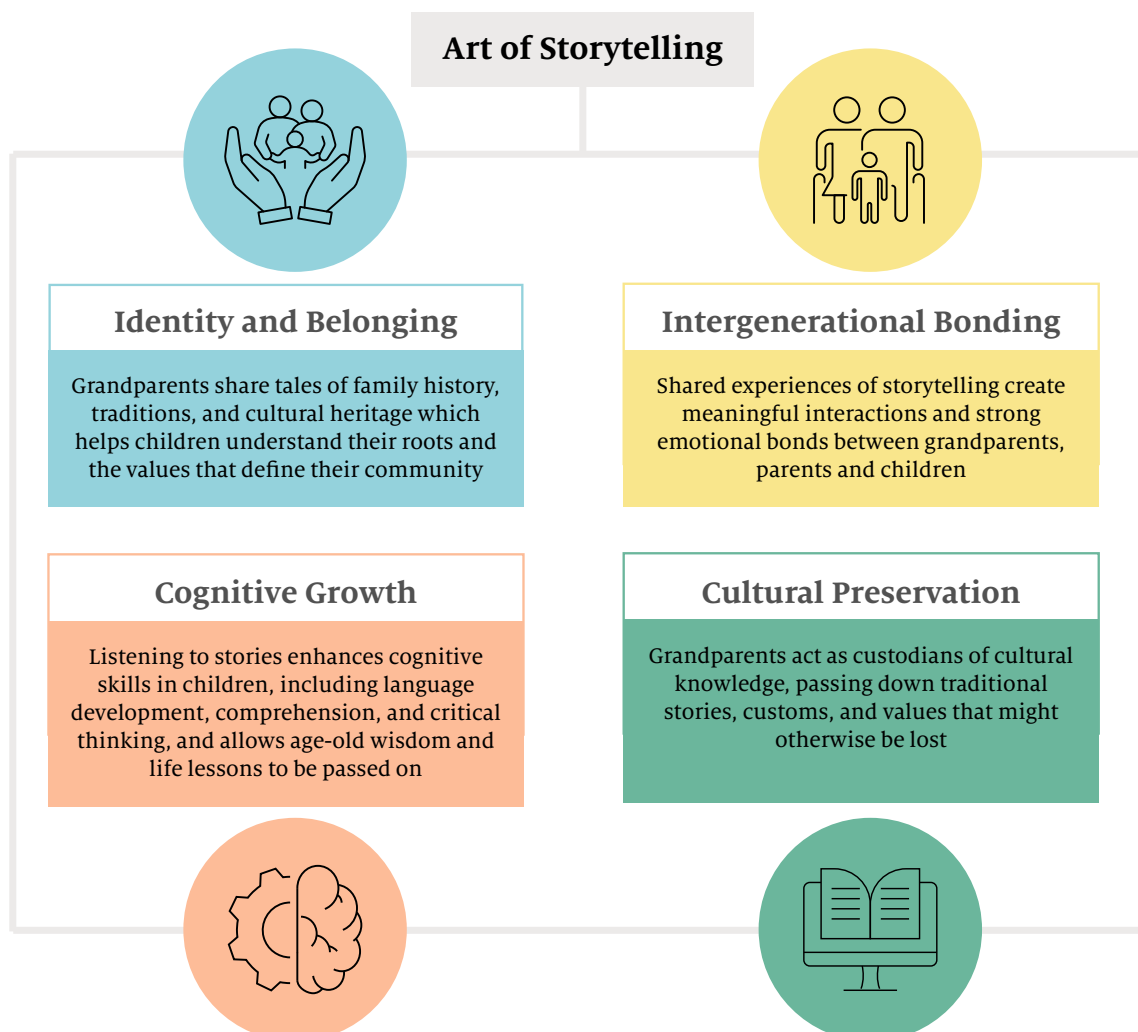 Art of Storytelling
Identity and Belonging
Grandparents share tales of family history,
traditions, and cultural heritage which
helps children understand their roots and
the values that define their community
Intergenerational Bonding
Shared experiences of storytelling create
meaningful interactions and strong
emotional bonds between grandparents,
parents and children
Cognitive Growth
Listening to stories enhances cognitive
skills in children, including language
development, comprehension, and critical
thinking, and allows age-old wisdom and
life lessons to be passed on
Cultural Preservation
Grandparents act as custodians of cultural
knowledge, passing down traditional
stories, customs, and values that might
otherwise be lost